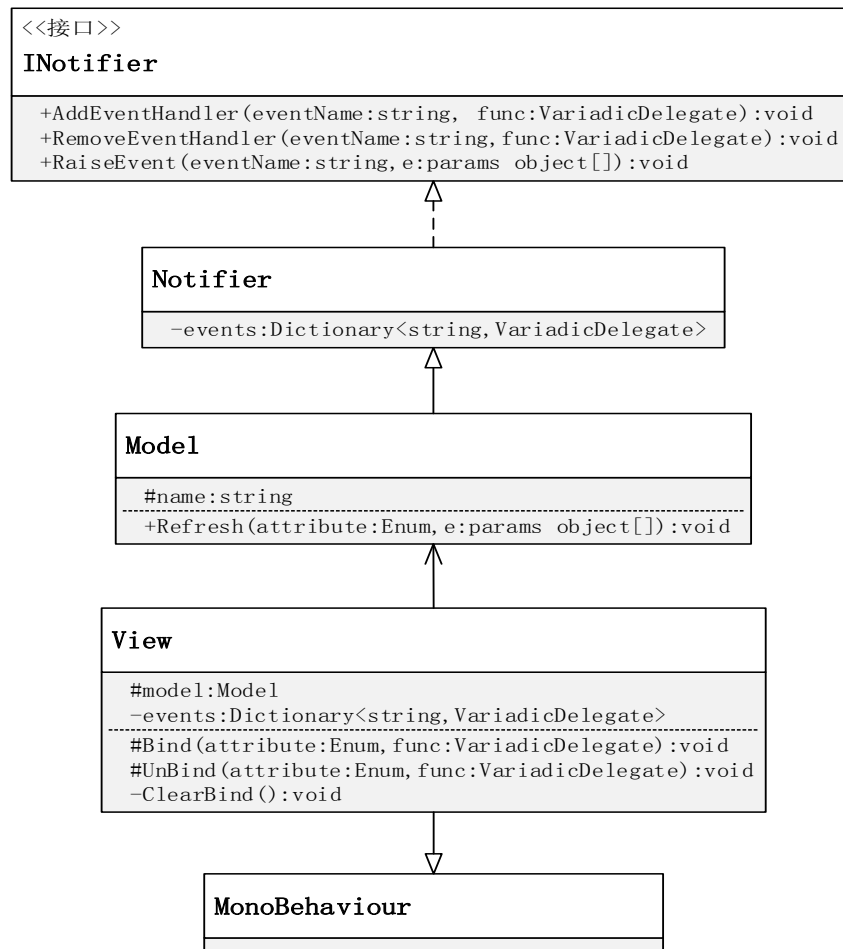 <<接口>>
INotifier
+AddEventHandler(eventName:string, func:VariadicDelegate):void
+RemoveEventHandler(eventName:string,func:VariadicDelegate):void
+RaiseEvent(eventName:string,e:params object[]):void
Notifier
-events:Dictionary<string,VariadicDelegate>
Model
#name:string
+Refresh(attribute:Enum,e:params object[]):void
View
#model:Model
-events:Dictionary<string,VariadicDelegate>
#Bind(attribute:Enum,func:VariadicDelegate):void
#UnBind(attribute:Enum,func:VariadicDelegate):void
-ClearBind():void
MonoBehaviour